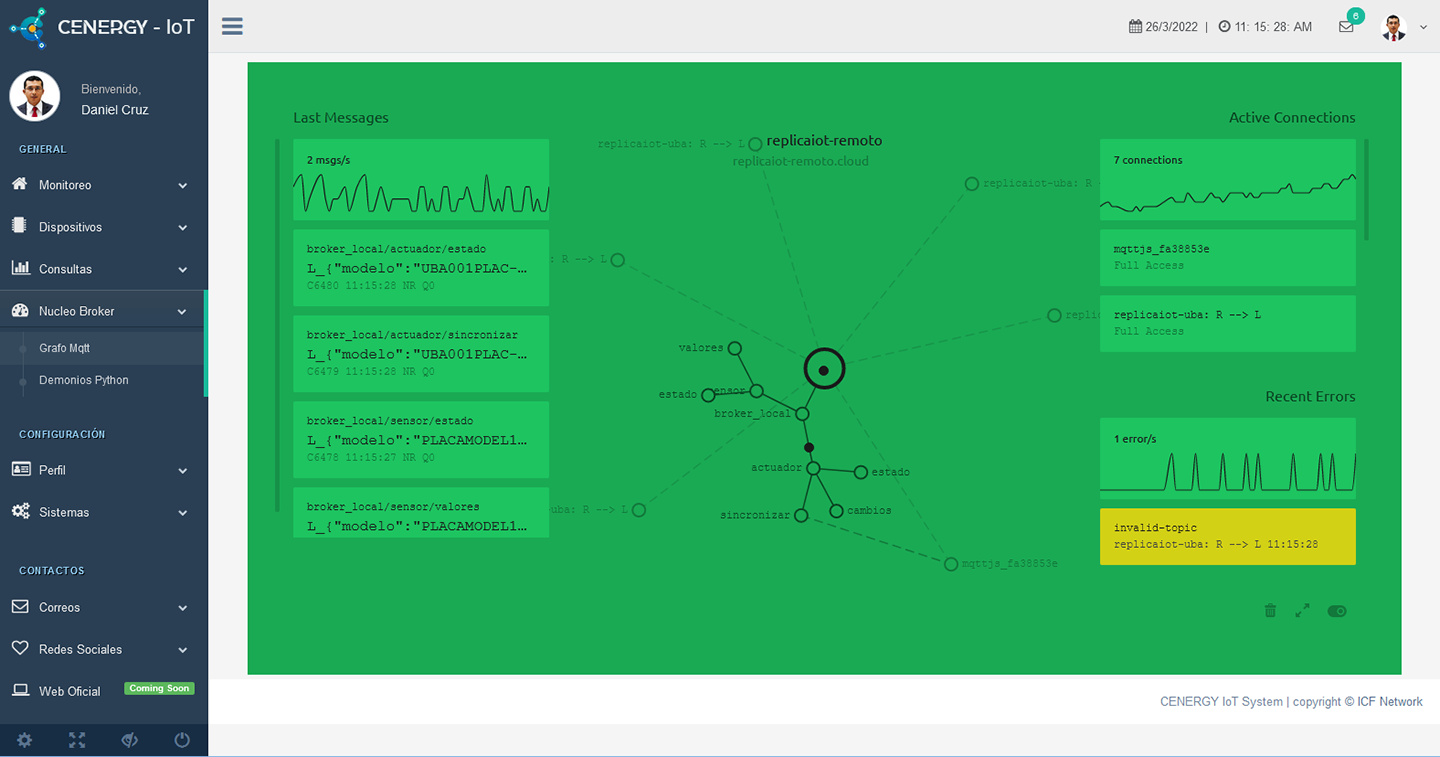 CENERGY - IoT
26/3/2022 | 11: 15: 28: AM
6
Bienvenido,
Daniel Cruz
GENERAL
Monitoreo
Dispositivos
Consultas
Nucleo Broker
Grafo Mqtt
Demonios Python
CONFIGURACIÓN
Perfil
Sistemas
CONTACTOS
Correos
Redes Sociales
Web Oficial
Coming Soon
Last Messages
2 msgs/s
broker_local/actuador/estado
L_{"modelo":"UBA001PLAC-…
C6480 11:15:28 NR Q0
broker_local/actuador/sincronizar
L_{"modelo":"UBA001PLAC-…
C6479 11:15:28 NR Q0
broker_local/sensor/estado
L_{"modelo":"PLACAMODEL1…
C6478 11:15:27 NR Q0
broker_local/sensor/valores
L_{"modelo":"PLACAMODEL1…
replicaiot-uba: R --> L
replicaiot-remoto
replicaiot-remoto.cloud
replicaiot-uba: R -
: R --> L
repli
valores
estado
ensor
broker_local
actuador
estado
sincronizar
cambios
uba: R --> L
mqttjs_fa38853e
Active Connections
7 connections
mqttjs_fa38853e
Full Access
replicaiot-uba: R --> L
Full Access
Recent Errors
1 error/s
invalid-topic
replicaiot-uba: R --> L 11:15:28
CENERGY IoT System | copyright © ICF Network